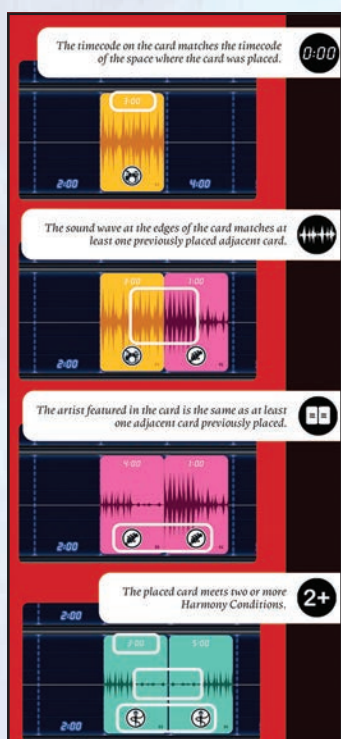 The timecode on the card matches the timecode
of the space where the card was placed.
0:00
3:00
2:00
4:00
The sound wave at the edges of the card matches at
least one previously placed adjacent card.
3:00
1:00
2:00
The artist featured in the card is the same as at least
one adjacent card previously placed.
4:00
1:00
2:00
The placed card meets two or more
Harmony Conditions.
2+
2:00
3:00
5:00
2:00